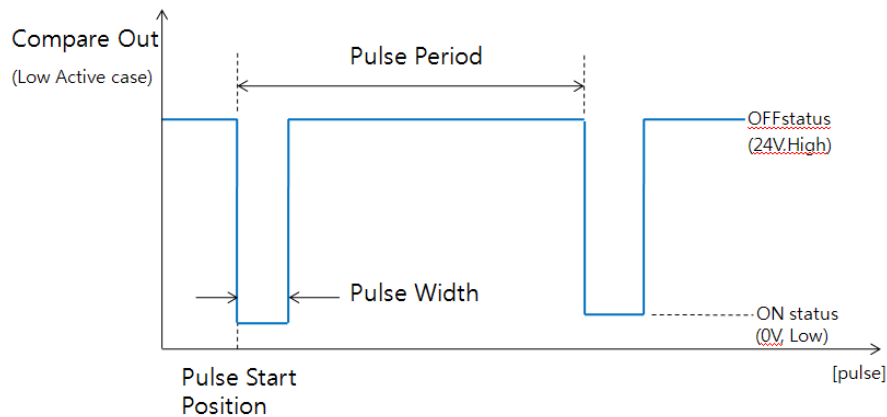 Compare Out
(Low Active case)
Pulse Period
OFFstatus
(24V.High)
Pulse Width
ON status
(0V, Low)
[pulse]
Pulse Start
Position